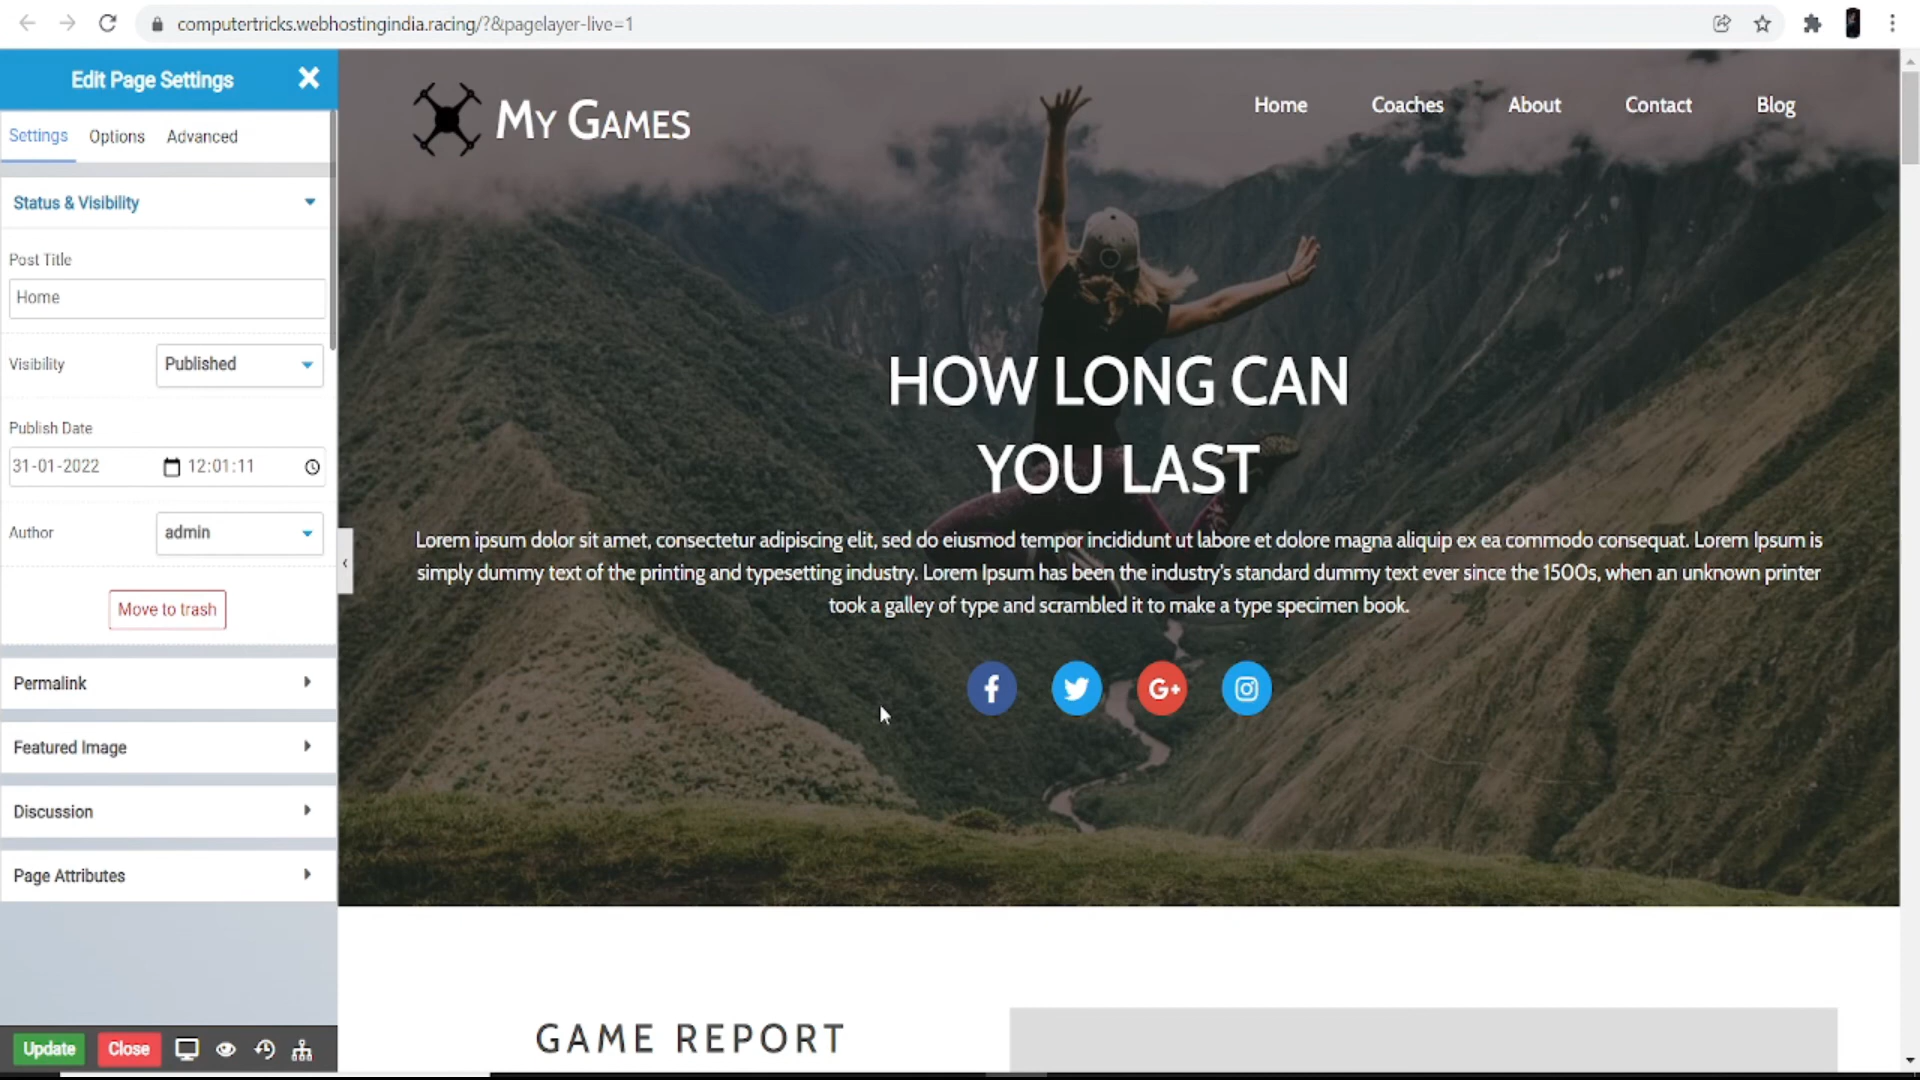 computertricks.webhostingindia.racing/?&pagelayer-live=1
Edit Page Settings
Settings Options Advanced
Status & Visibility
Post Title
Home
Visibility Published
Publish Date
31-01-2022 12:01:11
Author admin
Move to trash
Permalink
Featured Image
Discussion
Page Attributes
Update Close
My Games
Home Coaches About Contact Blog
HOW LONG CAN
YOU LAST
Lorem ipsum dolor sit amet, consectetur adipiscing elit, sed do eiusmod tempor incididunt ut labore et dolore magna aliquip ex ea commodo consequat. Lorem Ipsum is
simply dummy text of the printing and typesetting industry. Lorem Ipsum has been the industry's standard dummy text ever since the 1500s, when an unknown printer
took a galley of type and scrambled it to make a type specimen book.
GAME REPORT